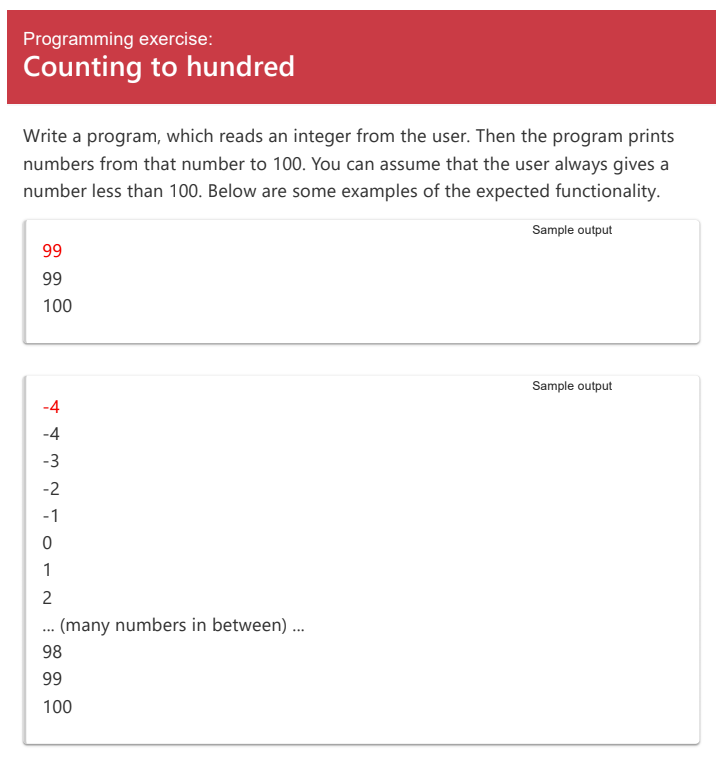 Programming exercise:
Counting to hundred
Write a program, which reads an integer from the user. Then the program prints
numbers from that number to 100. You can assume that the user always gives a
number less than 100. Below are some examples of the expected functionality.
Sample output
99
99
100
Sample output
-4
-4
-3
-2
-1
0
1
2
... (many numbers in between) ...
98
99
100